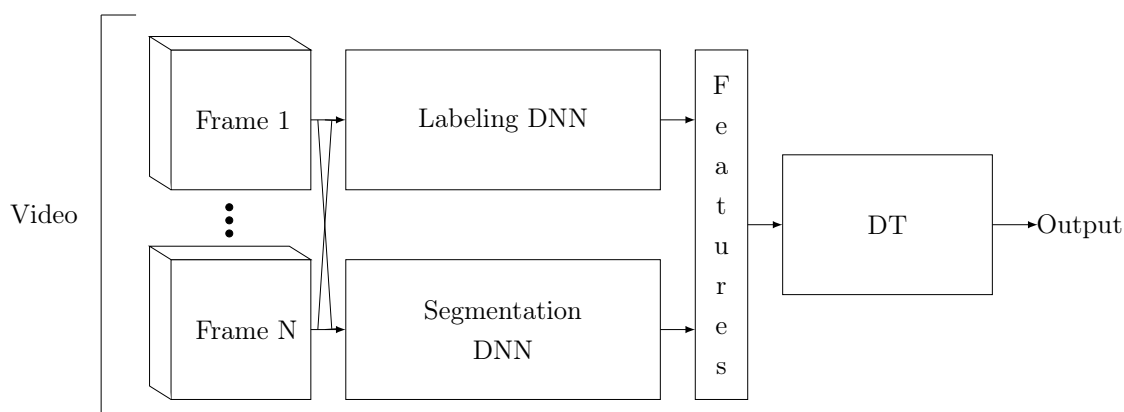 Video
Frame 1
Frame N
Labeling DNN
Segmentation
DNN
F
e
a
t
u
r
e
s
DT
Output